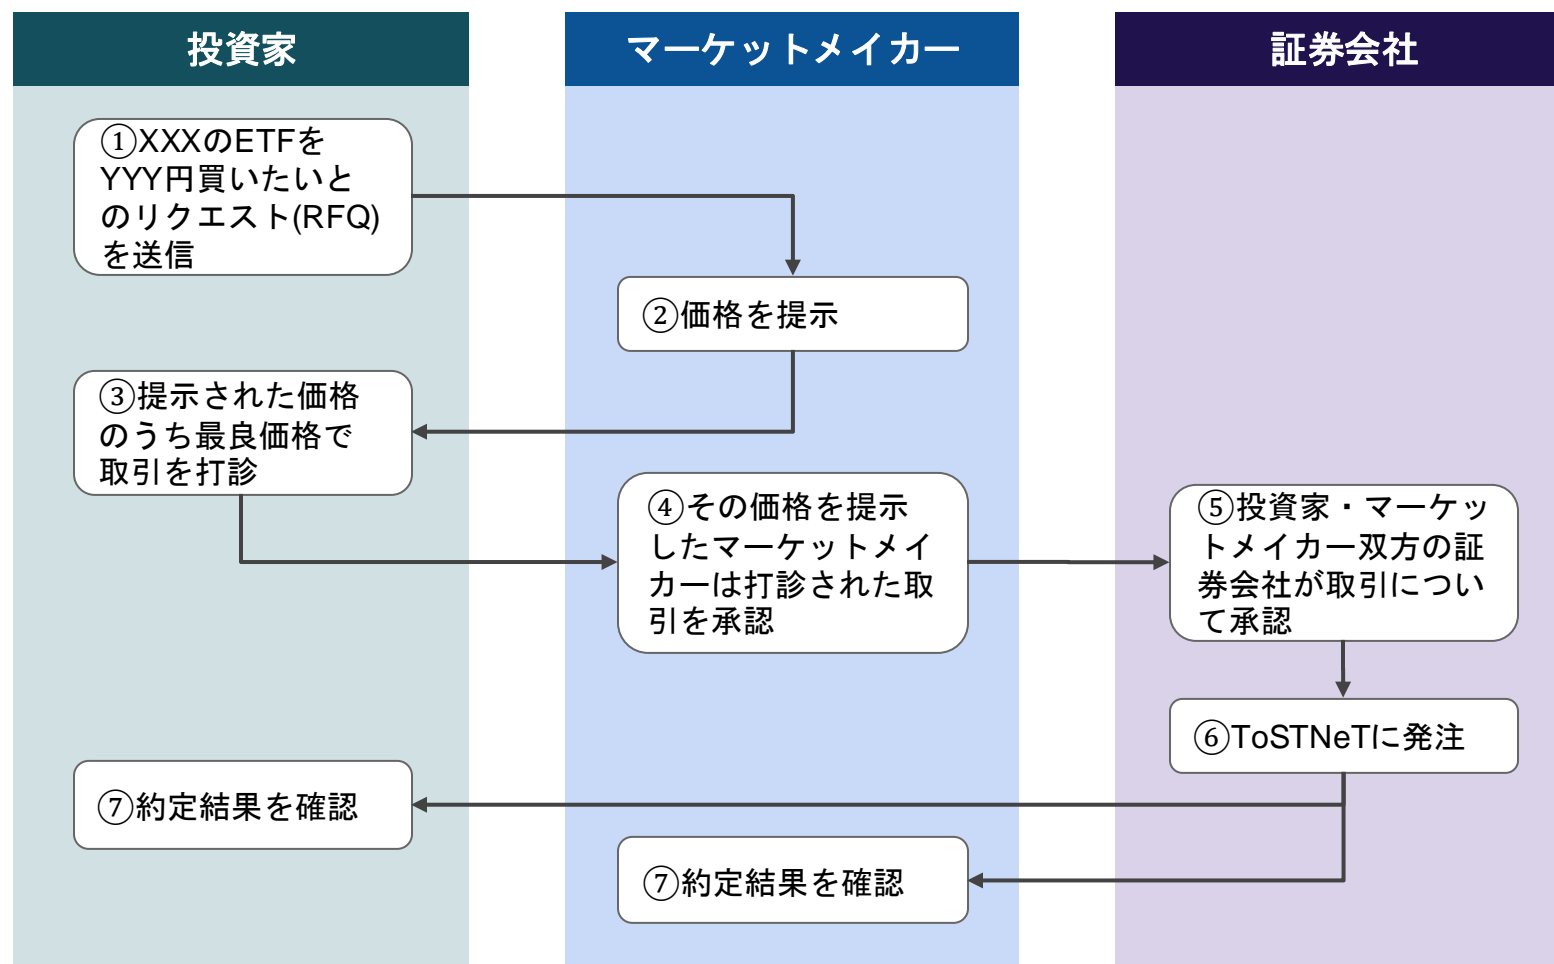 投資家
マーケットメイカー
証券会社
①XXXのETFを
YYY円買いたいと
のリクエスト(RFQ)
を送信
②価格を提示
③提示された価格
のうち最良価格で
取引を打診
④その価格を提示
したマーケットメイ
カーは打診された取
引を承認
⑤投資家・マーケッ
トメイカー双方の証
券会社が取引につい
て承認
⑥ToSTNeTに発注
⑦約定結果を確認
⑦約定結果を確認